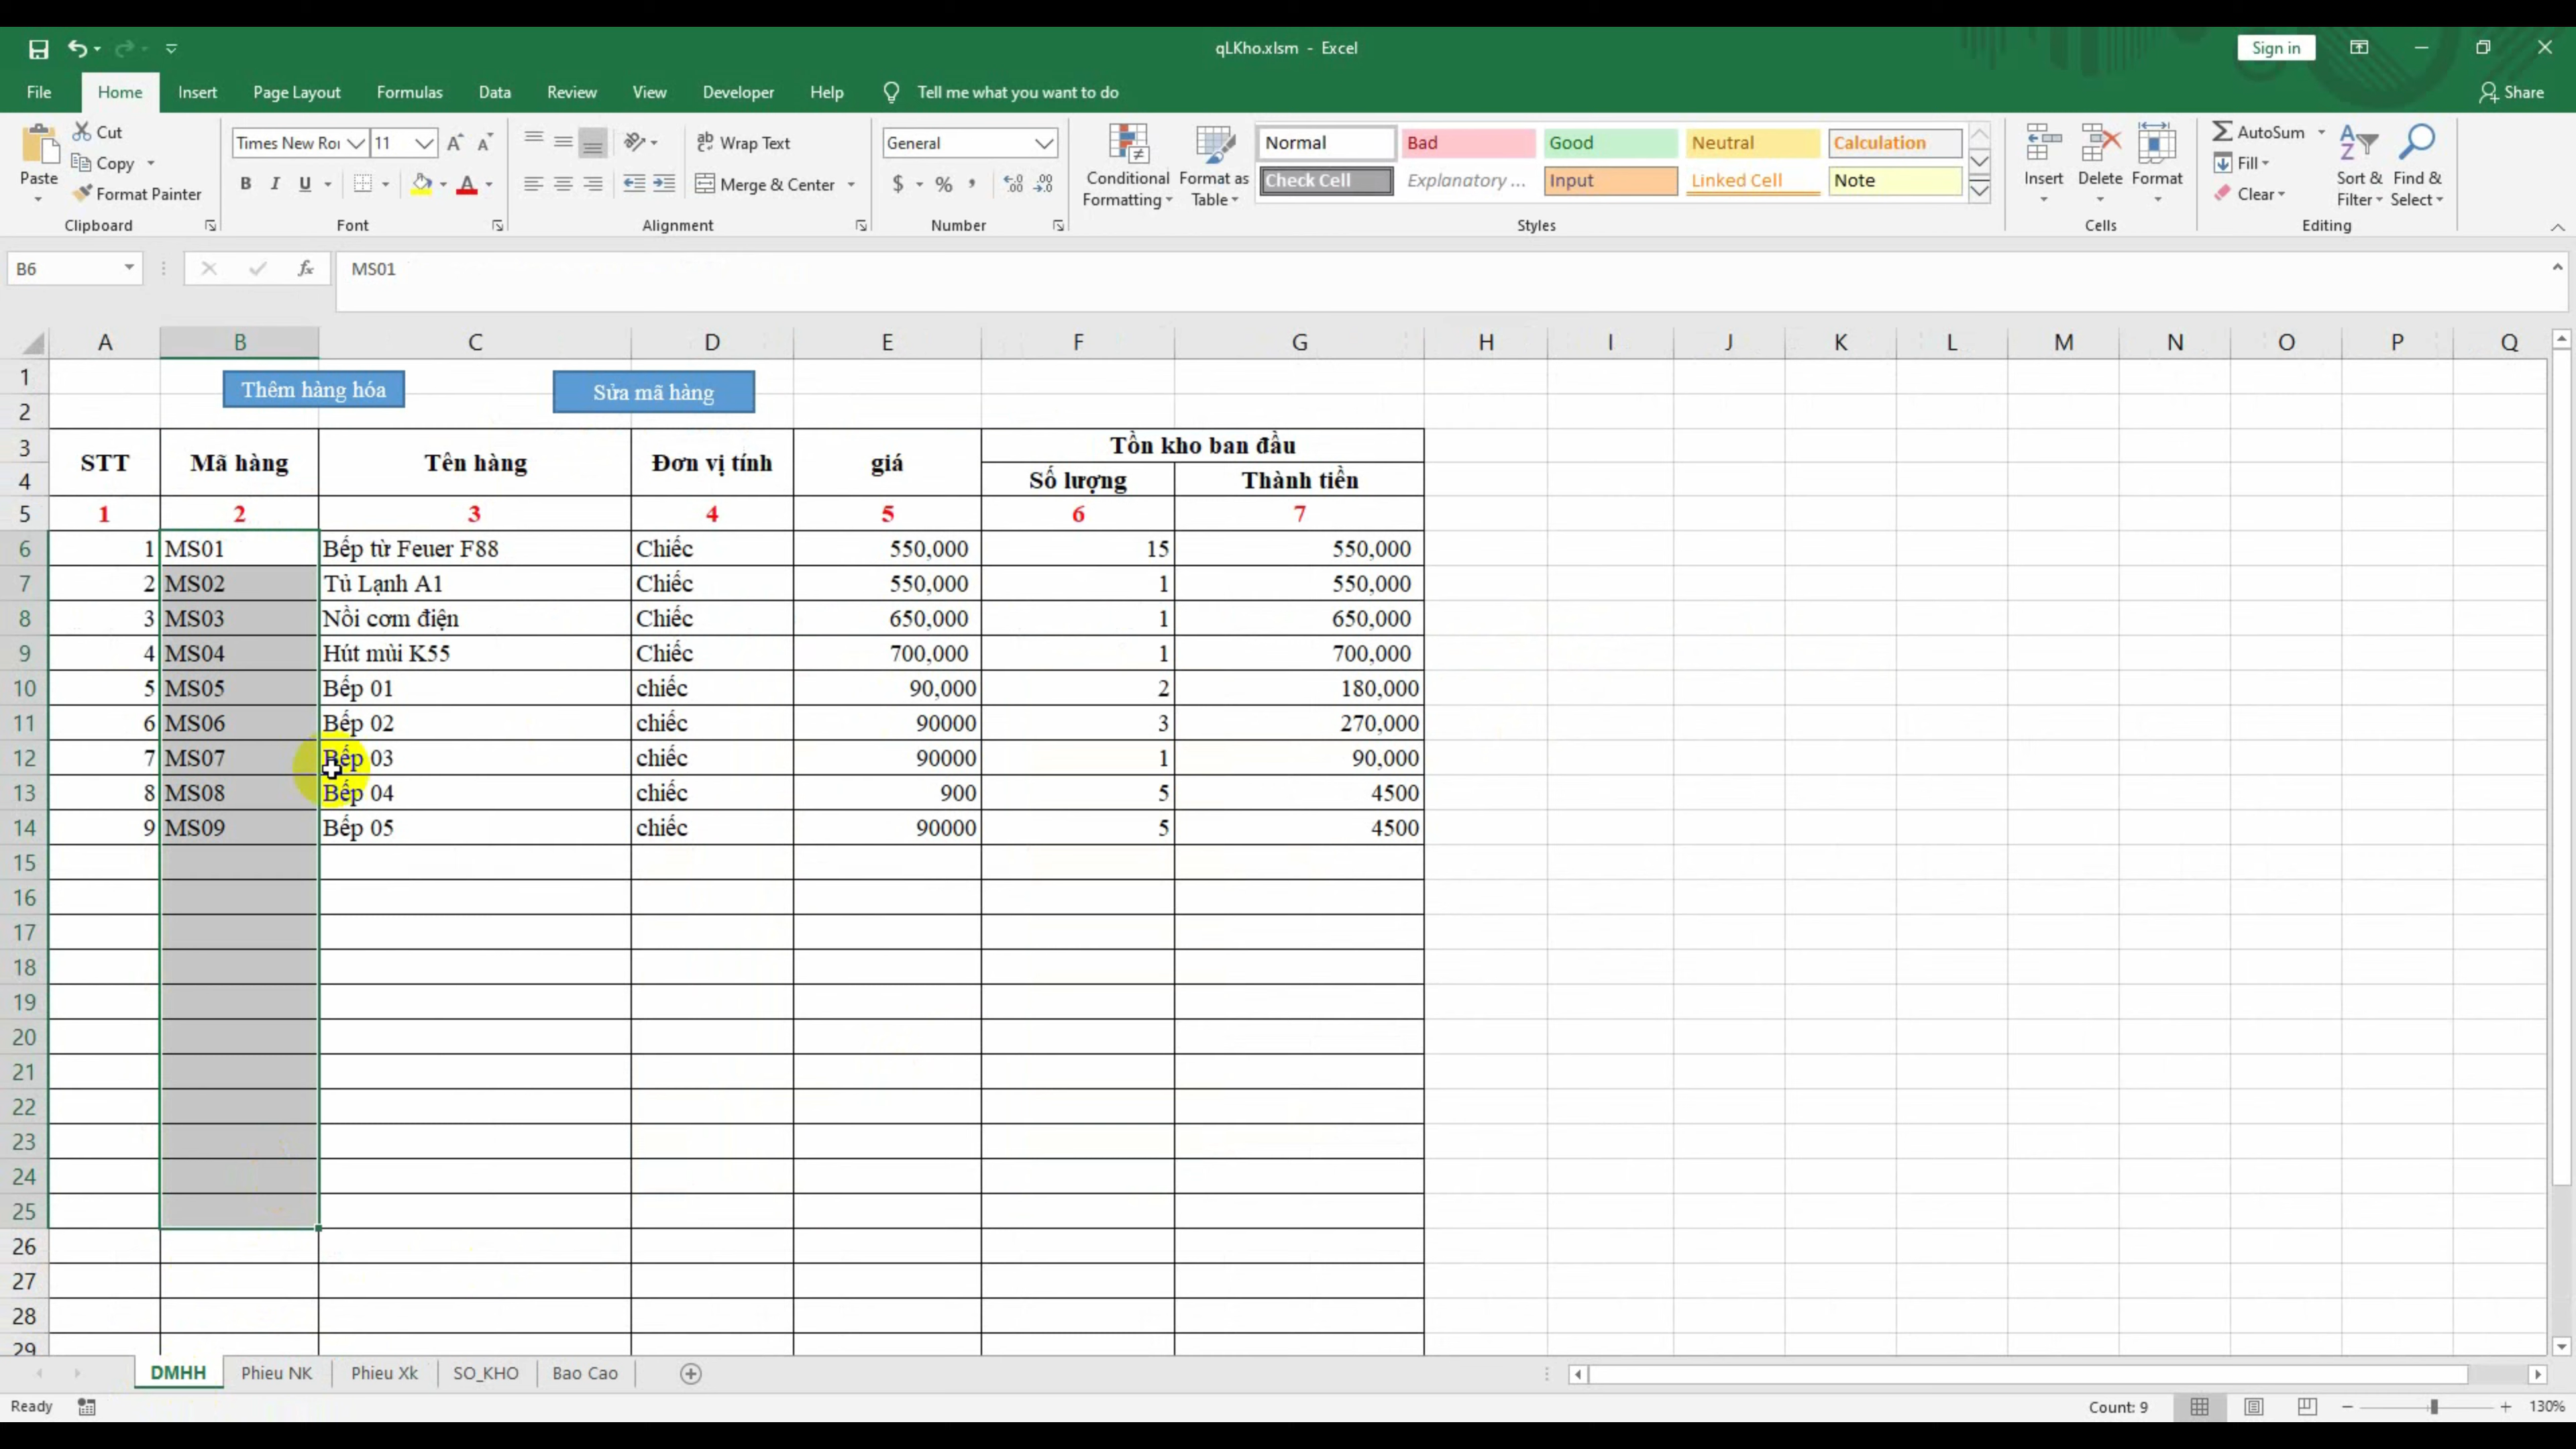 qLKho.xlsm - Excel
Sign in
File Home Insert Page Layout Formulas Data Review View Developer Help Tell me what you want to do Share
Paste Cut Copy Format Painter
Clipboard
Times New Ror 11
B I U
Font
Wrap Text
Merge & Center
Alignment
General
$ % ,
Number
Conditional Formatting
Format as Table
Normal Bad Good Neutral Calculation
Check Cell Explanatory ... Input Linked Cell Note
Styles
Insert Delete Format
Cells
AutoSum
Fill
Clear
Sort & Filter
Find & Select
Editing
B6 fx MS01
A B C D E F G H I J K L M N O P Q
1 Thêm hàng hóa Sửa mã hàng
2
3 STT Mã hàng Tên hàng Đơn vị tính giá Tồn kho ban đầu
4 Số lượng Thành tiền
5 1 2 3 4 5 6 7
6 1 MS01 Bếp từ Feuer F88 Chiếc 550,000 15 550,000
7 2 MS02 Tủ Lạnh A1 Chiếc 550,000 1 550,000
8 3 MS03 Nồi cơm điện Chiếc 650,000 1 650,000
9 4 MS04 Hút mùi K55 Chiếc 700,000 1 700,000
10 5 MS05 Bếp 01 chiếc 90,000 2 180,000
11 6 MS06 Bếp 02 chiếc 90000 3 270,000
12 7 MS07 Bếp 03 chiếc 90000 1 90,000
13 8 MS08 Bếp 04 chiếc 900 5 4500
14 9 MS09 Bếp 05 chiếc 90000 5 4500
15
16
17
18
19
20
21
22
23
24
25
26
27
28
29
DMHH Phieu NK Phieu Xk SO_KHO Bao Cao
Ready Count: 9 130%